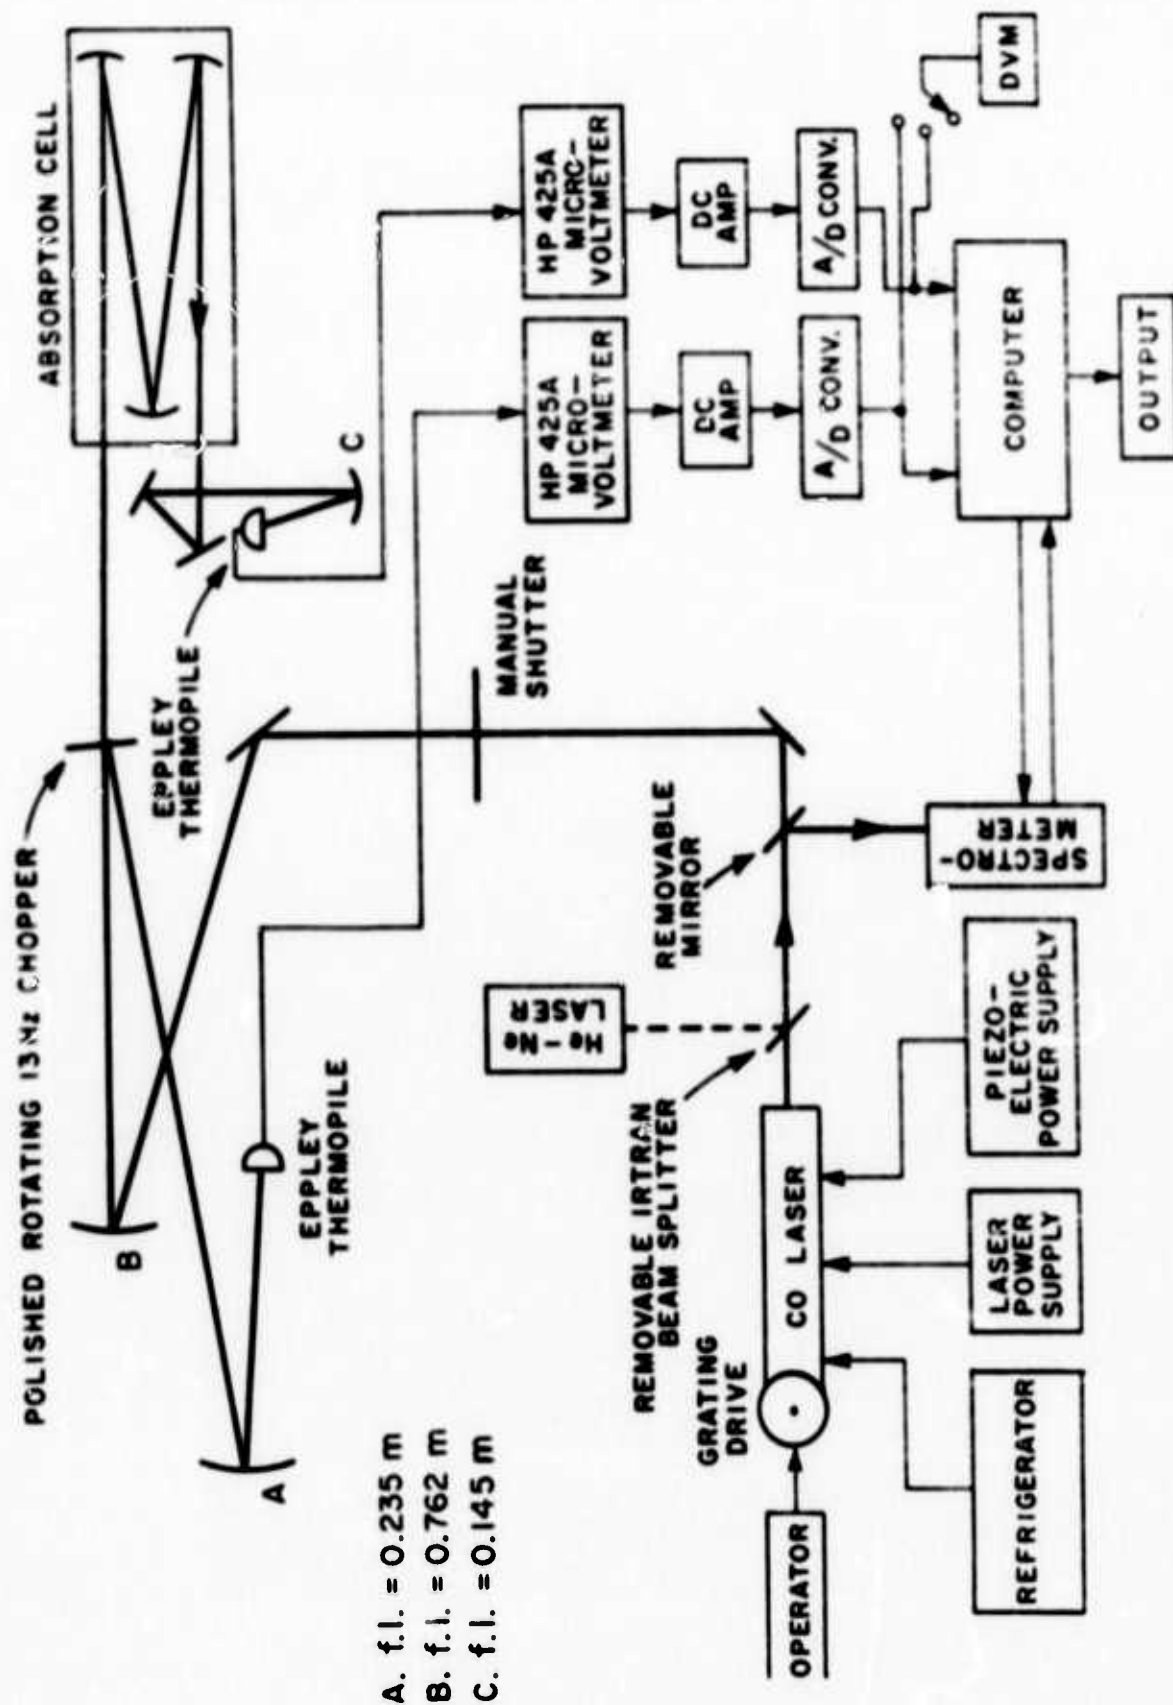 POLISHED ROTATING 13 Hz CHOPPER
ABSORPTION CELL
B
A
C
EPPLEY
THERMOPILE
EPPLEY
THERMOPILE
A. f.l. = 0.235 m
B. f.l. = 0.762 m
C. f.l. = 0.145 m
MANUAL
SHUTTER
He-Ne
LASER
REMOVABLE
MIRROR
REMOVABLE IRTRAN
BEAM SPLITTER
GRATING
DRIVE
OPERATOR
CO LASER
REFRIGERATOR
LASER
POWER
SUPPLY
PIEZO-
ELECTRIC
POWER SUPPLY
SPECTRO-
METER
HP 425A
MICRO-
VOLTMETER
HP 425A
MICRO-
VOLTMETER
DC
AMP
DC
AMP
A/D CONV.
A/D CONV.
DVM
COMPUTER
OUTPUT